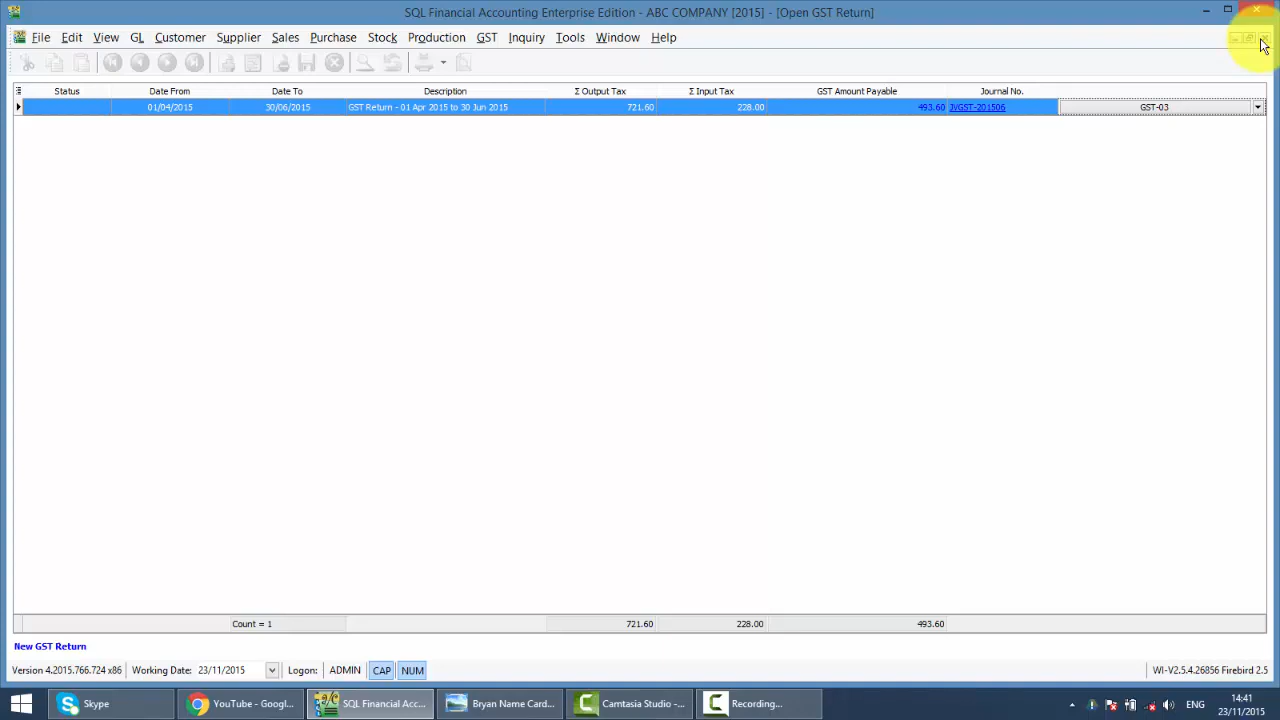 SQL Financial Accounting Enterprise Edition - ABC COMPANY [2015] - [Open GST Return]
File Edit View GL Customer Supplier Sales Purchase Stock Production GST Inquiry Tools Window Help
Status Date From Date To Description Σ Output Tax Σ Input Tax GST Amount Payable Journal No.
01/04/2015 30/06/2015 GST Return - 01 Apr 2015 to 30 Jun 2015 721.60 228.00 493.60 JVGST-201506 GST-03
Count = 1 721.60 228.00 493.60
New GST Return
Version 4.2015.766.724 x86 Working Date: 23/11/2015 Logon: ADMIN CAP NUM WI-V2.5.4.26856 Firebird 2.5
Skype YouTube - Googl... SQL Financial Acc... Bryan Name Card... Camtasia Studio -... Recording... ENG 14:41
23/11/2015